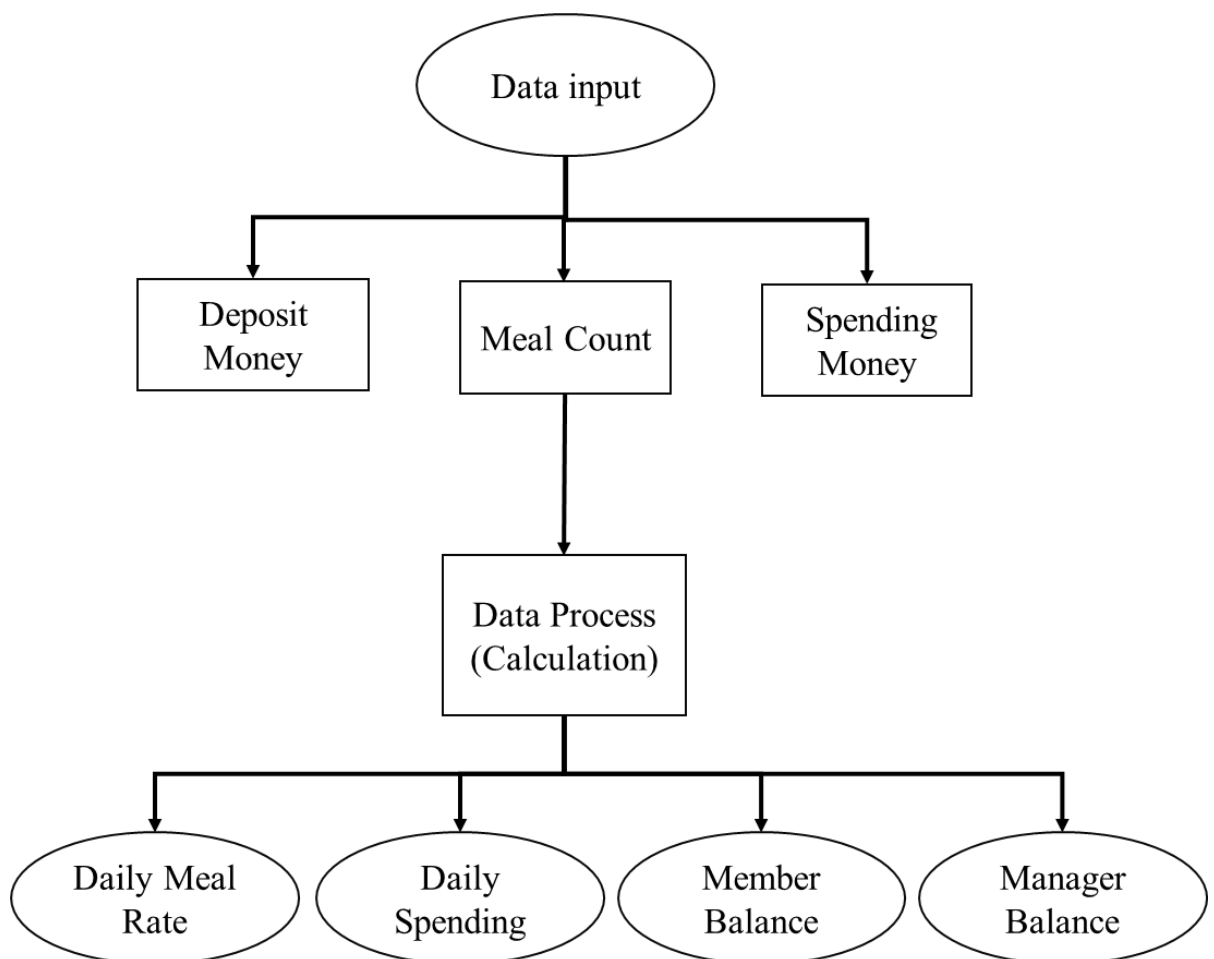 Data input
Deposit
Money
Meal Count
Spending
Money
Data Process
(Calculation)
Daily Meal
Rate
Daily
Spending
Member
Balance
Manager
Balance